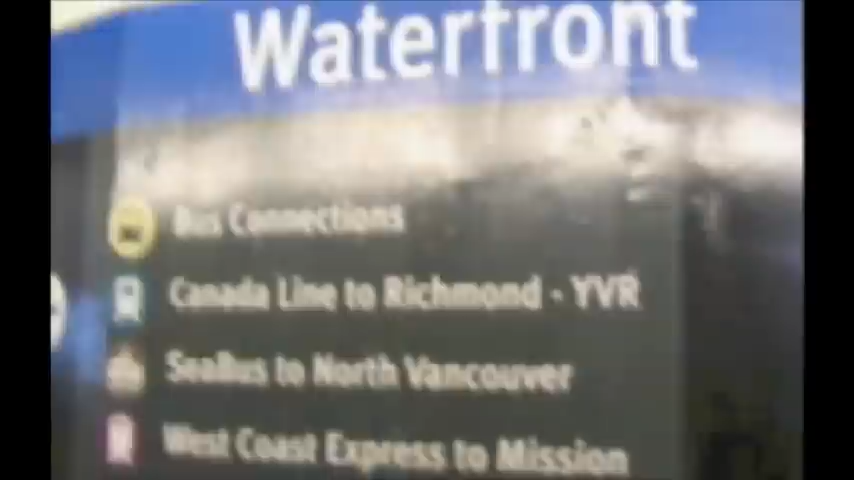 Waterfront
Bus Connections
Canada Line to Richmond - YVR
SeaBus to North Vancouver
West Coast Express to Mission